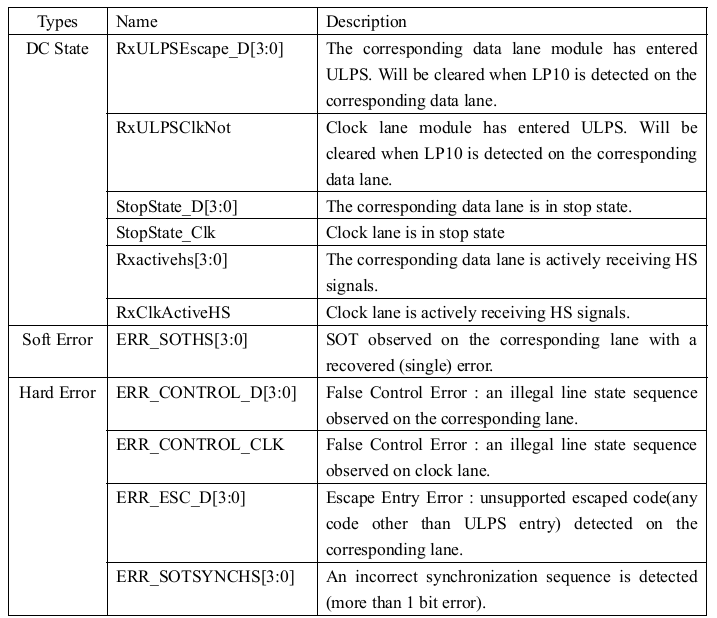 Types Name Description
DC State RxULPSEscape_D[3:0] The corresponding data lane module has entered
ULPS. Will be cleared when LP10 is detected on the
corresponding data lane.
RxULPSClkNot Clock lane module has entered ULPS. Will be
cleared when LP10 is detected on the corresponding
data lane.
StopState_D[3:0] The corresponding data lane is in stop state.
StopState_Clk Clock lane is in stop state
Rxactivehs[3:0] The corresponding data lane is actively receiving HS
signals.
RxClkActiveHS Clock lane is actively receiving HS signals.
Soft Error ERR_SOTHS[3:0] SOT observed on the corresponding lane with a
recovered (single) error.
Hard Error ERR_CONTROL_D[3:0] False Control Error : an illegal line state sequence
observed on the corresponding lane.
ERR_CONTROL_CLK False Control Error : an illegal line state sequence
observed on clock lane.
ERR_ESC_D[3:0] Escape Entry Error : unsupported escaped code(any
code other than ULPS entry) detected on the
corresponding lane.
ERR_SOTSYNCHS[3:0] An incorrect synchronization sequence is detected
(more than 1 bit error).